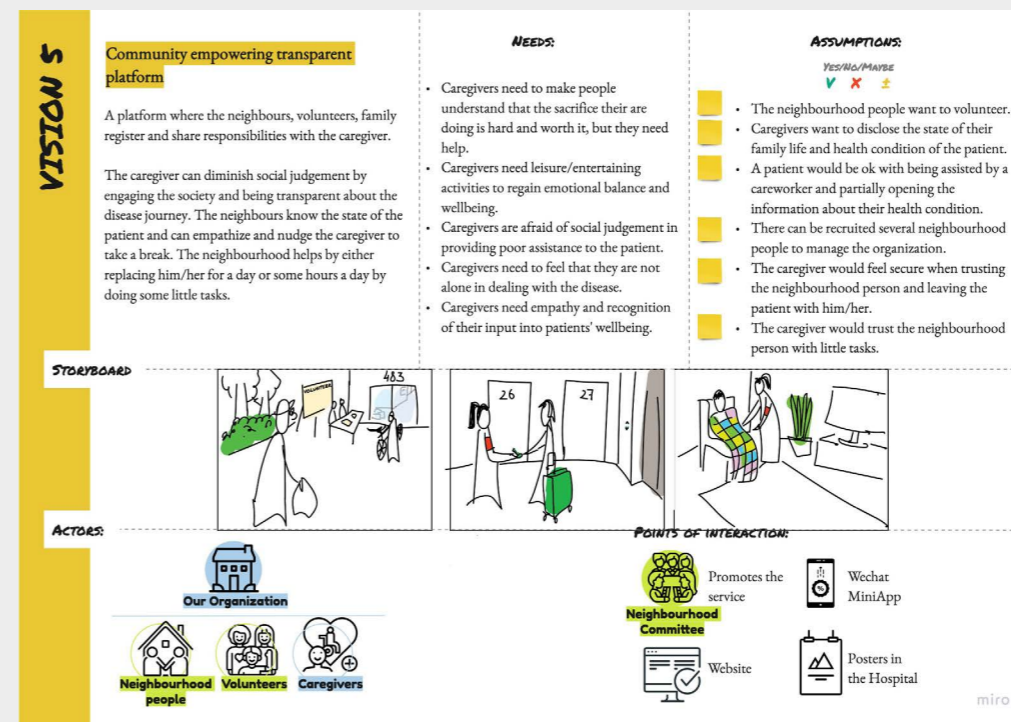 VISION 5
Community empowering transparent
platform
A platform where the neighbours, volunteers, family
register and share responsibilities with the caregiver.
The caregiver can diminish social judgement by
engaging the society and being transparent about the
disease journey. The neighbours know the state of the
patient and can empathize and nudge the caregiver to
take a break. The neighbourhood helps by either
replacing him/her for a day or some hours a day by
doing some little tasks.
NEEDS:
• Caregivers need to make people
understand that the sacrifice their are
doing is hard and worth it, but they need
help.
• Caregivers need leisure/entertaining
activities to regain emotional balance and
wellbeing.
• Caregivers are afraid of social judgement in
providing poor assistance to the patient.
• Caregivers need to feel that they are not
alone in dealing with the disease.
• Caregivers need empathy and recognition
of their input into patients' wellbeing.
ASSUMPTIONS:
YES/NO/MAYBE
V X ±
• The neighbourhood people want to volunteer.
• Caregivers want to disclose the state of their
family life and health condition of the patient.
• A patient would be ok with being assisted by a
careworker and partially opening the
information about their health condition.
• There can be recruited several neighbourhood
people to manage the organization.
• The caregiver would feel secure when trusting
the neighbourhood person and leaving the
patient with him/her.
• The caregiver would trust the neighbourhood
person with little tasks.
STORYBOARD
VOLUNTEER
483
26
27
ACTORS:
Our Organization
Neighbourhood
people
Volunteers
Caregivers
POINTS OF INTERACTION:
Neighbourhood
Committee
Promotes the
service
Wechat
MiniApp
Website
Posters in
the Hospital
miro